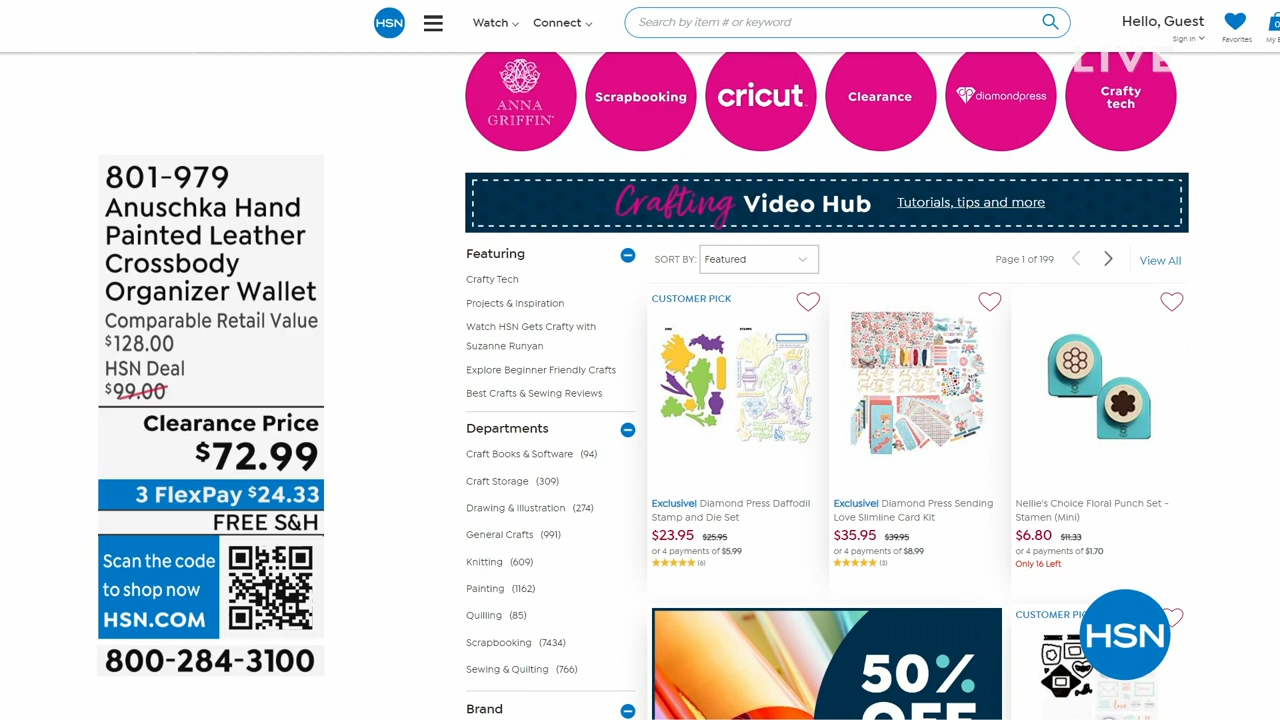 HSN
Watch
Connect
Search by item # or keyword
Hello, Guest
Sign In
Favorites
0
LIVE
ANNA
GRIFFIN
Scrapbooking
cricut
Clearance
diamondpress
Crafty
tech
801-979
Anuschka Hand
Painted Leather
Crossbody
Organizer Wallet
Comparable Retail Value
$128.00
HSN Deal
$99.00
Clearance Price
$72.99
3 FlexPay $24.33
FREE S&H
Scan the code
to shop now
HSN.COM
800-284-3100
Crafting Video Hub Tutorials, tips and more
Featuring
Crafty Tech
Projects & Inspiration
Watch HSN Gets Crafty with
Suzanne Runyan
Explore Beginner Friendly Crafts
Best Crafts & Sewing Reviews
Departments
Craft Books & Software (94)
Craft Storage (309)
Drawing & Illustration (274)
General Crafts (991)
Knitting (609)
Painting (1162)
Quilling (85)
Scrapbooking (7434)
Sewing & Quilting (766)
Brand
SORT BY: Featured
Page 1 of 199
View All
CUSTOMER PICK
Exclusive! Diamond Press Daffodil
Stamp and Die Set
$23.95 $25.95
or 4 payments of $5.99
(6)
Exclusive! Diamond Press Sending
Love Slimline Card Kit
$35.95 $39.95
or 4 payments of $8.99
(3)
Nellie's Choice Floral Punch Set -
Stamen (Mini)
$6.80 $11.33
or 4 payments of $1.70
Only 16 Left
50%
OFF
CUSTOMER PIC
HSN